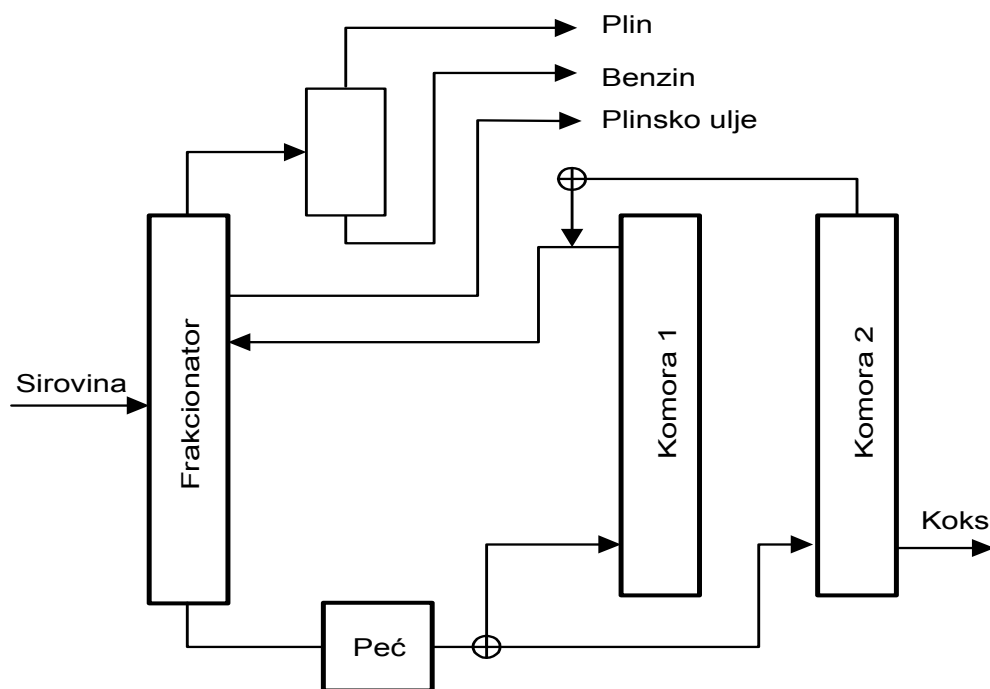 Plin
Benzin
Plinsko ulje
Sirovina
Frakcionator
Komora 1
Komora 2
Koks
Peć